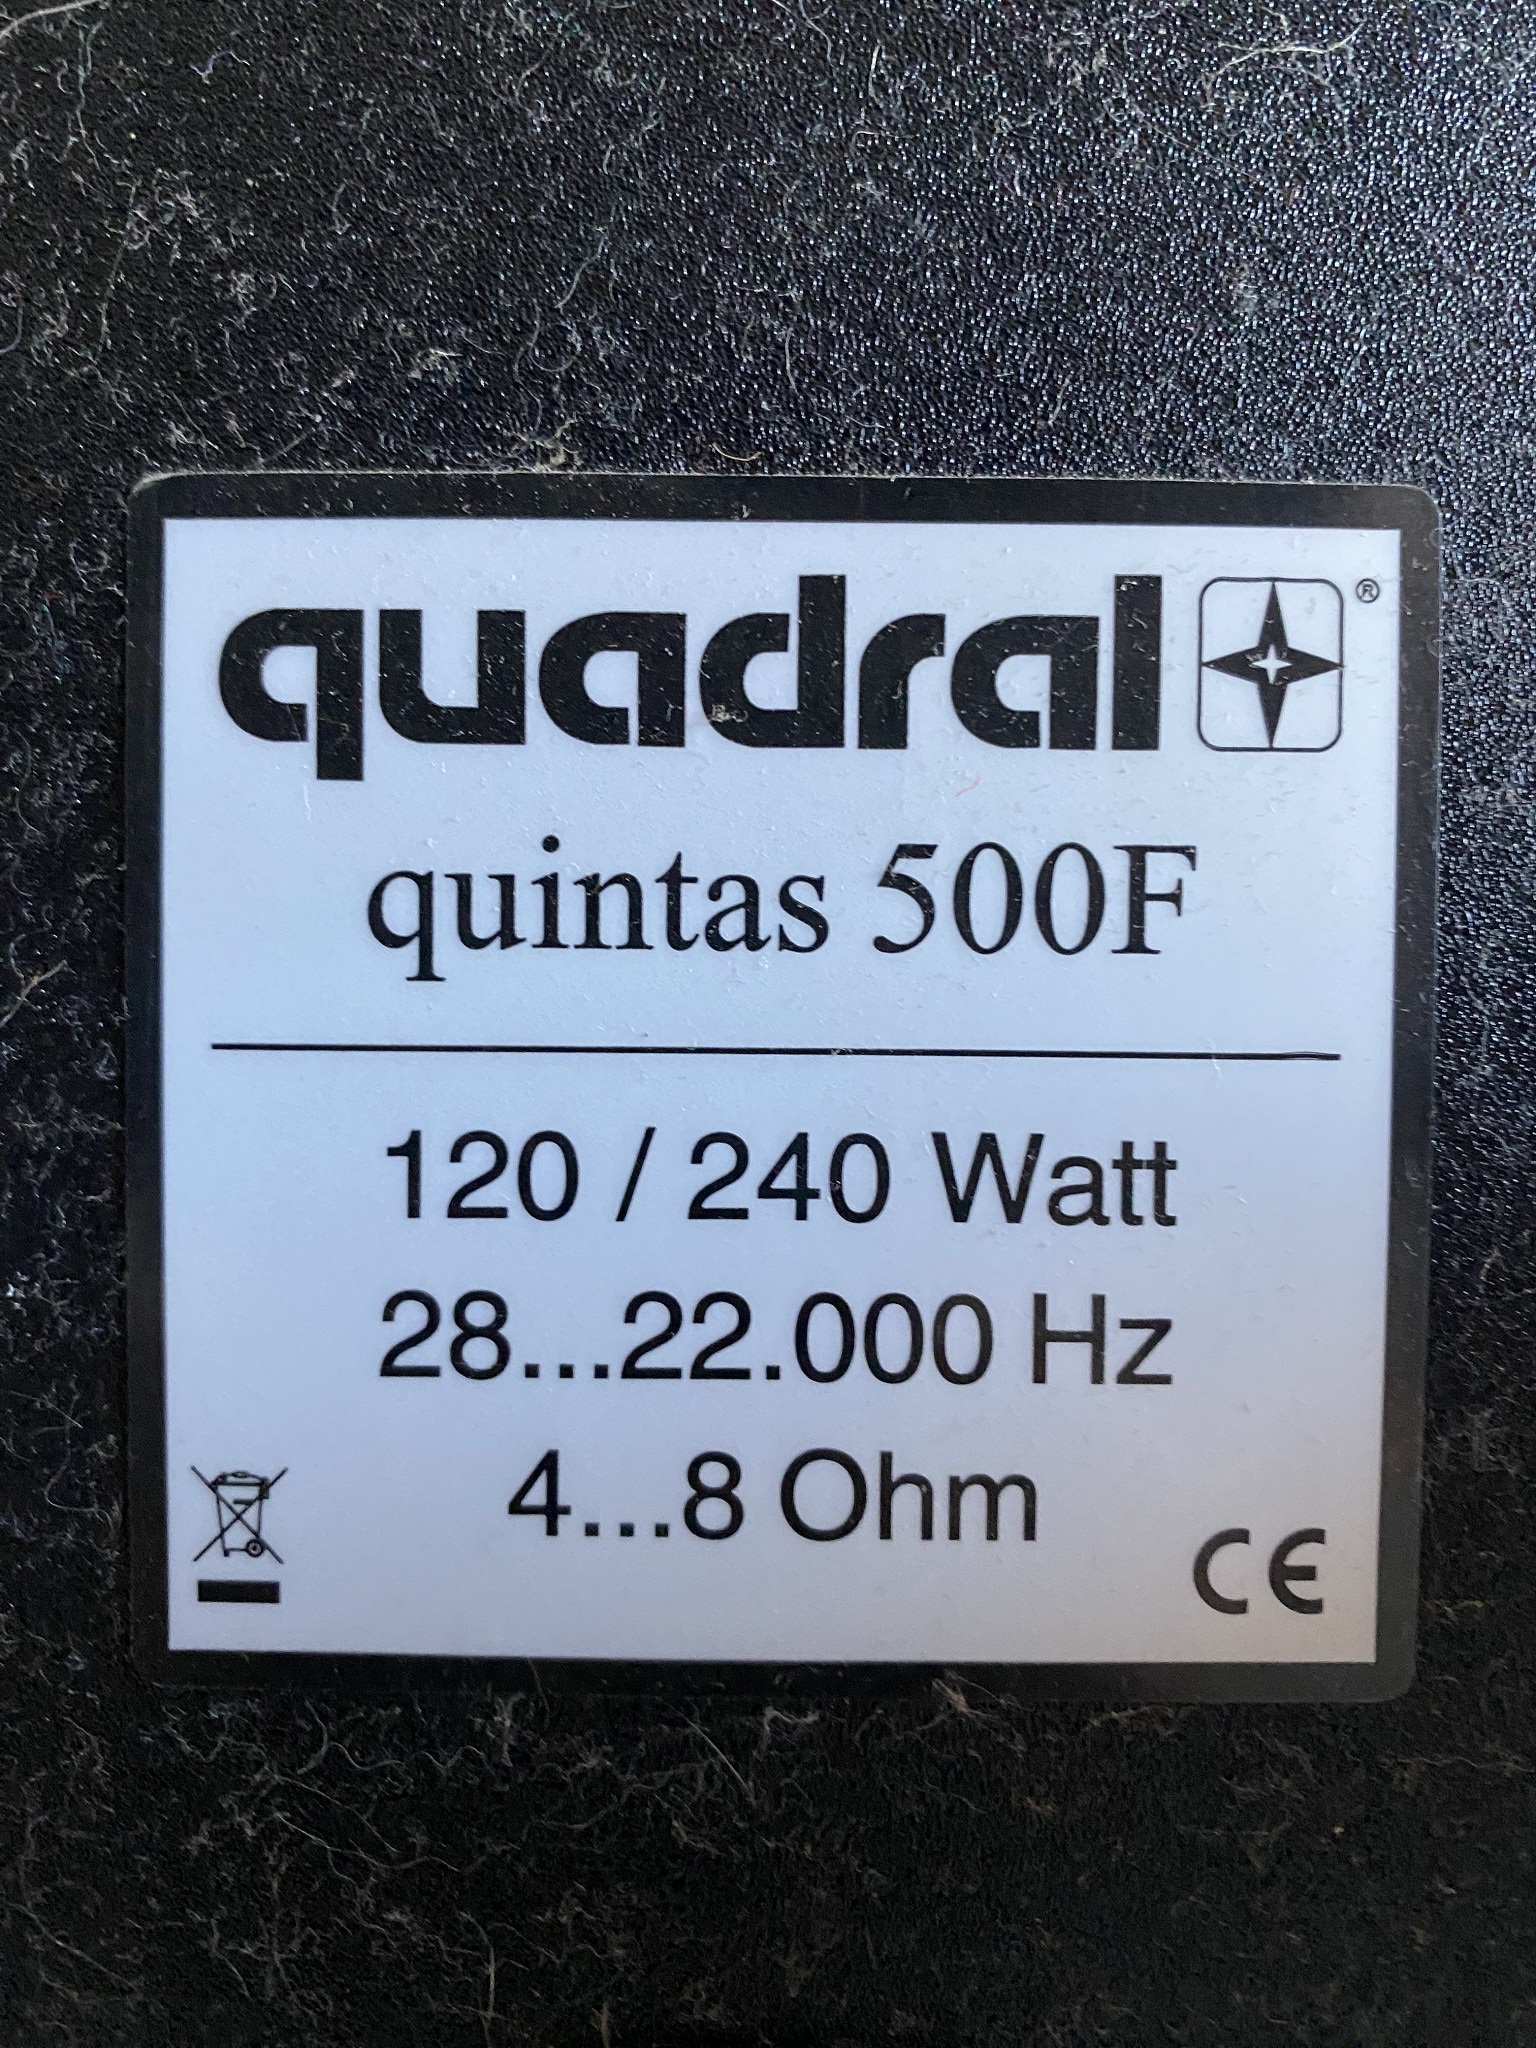 quadral ®
quintas 500F
120 / 240 Watt
28...22.000 Hz
4...8 Ohm
CE